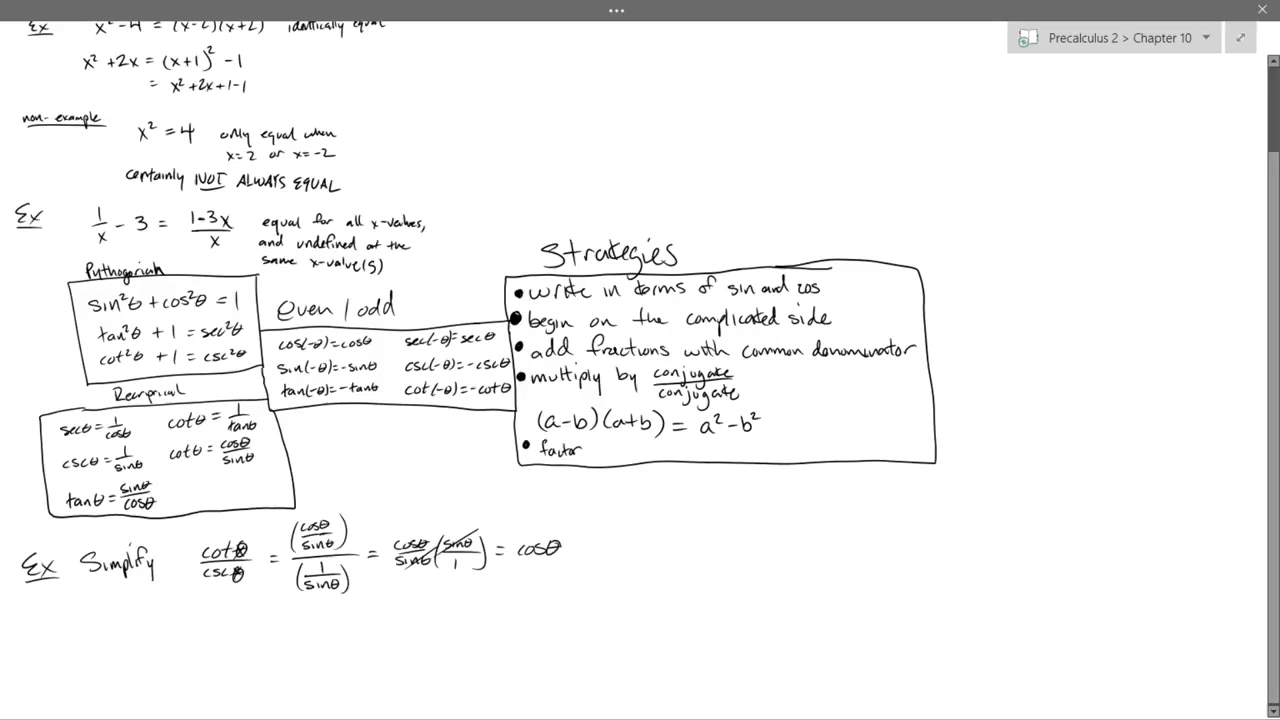 ...
Precalculus 2 > Chapter 10
Ex x² - 4 = (x-2)(x+2) identically equal
x² + 2x = (x+1)² - 1
= x² + 2x + 1 - 1
non-example
x² = 4 only equal when
x = 2 or x = -2
certainly NOT ALWAYS EQUAL
Ex 1/x - 3 = (1-3x)/x equal for all x-values,
and undefined at the
same x-value(s)
Pythagorian
sin²θ + cos²θ = 1
tan²θ + 1 = sec²θ
cot²θ + 1 = csc²θ
even/odd
cos(-θ) = cosθ sec(-θ) = secθ
sin(-θ) = -sinθ csc(-θ) = -cscθ
tan(-θ) = -tanθ cot(-θ) = -cotθ
Recriprical
secθ = 1/cosθ cotθ = 1/tanθ
cscθ = 1/sinθ cotθ = cosθ/sinθ
tanθ = sinθ/cosθ
Strategies
• write in terms of sin and cos
• begin on the complicated side
• add fractions with common denominator
• multiply by conjugate/conjugate
(a-b)(a+b) = a² - b²
• factor
Ex Simplify cotθ/cscθ = (cosθ/sinθ)/(1/sinθ) = cosθ/sinθ (sinθ/1) = cosθ